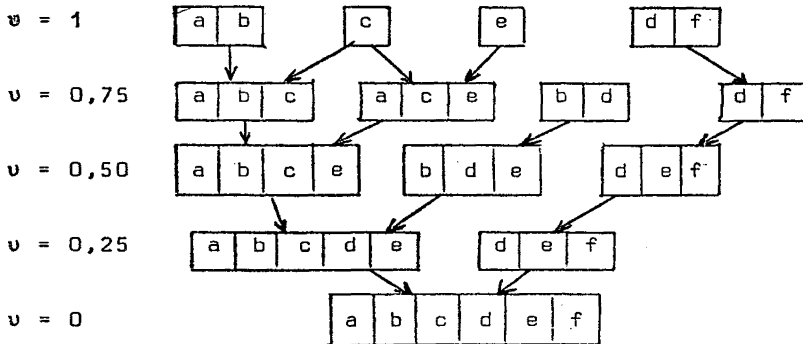 υ = 1 a b c e d f
υ = 0,75 a b c a c e b d d f
υ = 0,50 a b c e b d e d e f
υ = 0,25 a b c d e d e f
υ = 0 a b c d e f